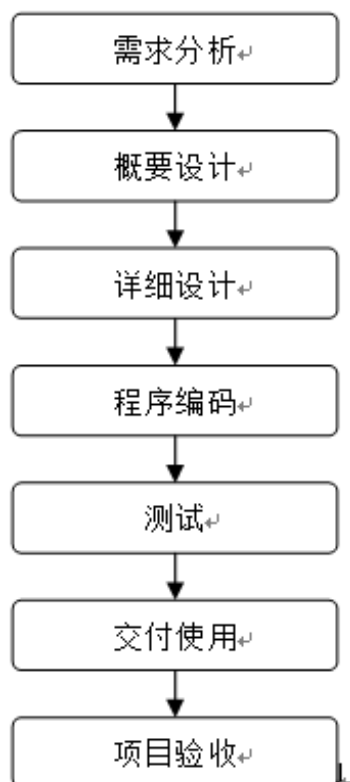 需求分析
概要设计
详细设计
程序编码
测试
交付使用
项目验收